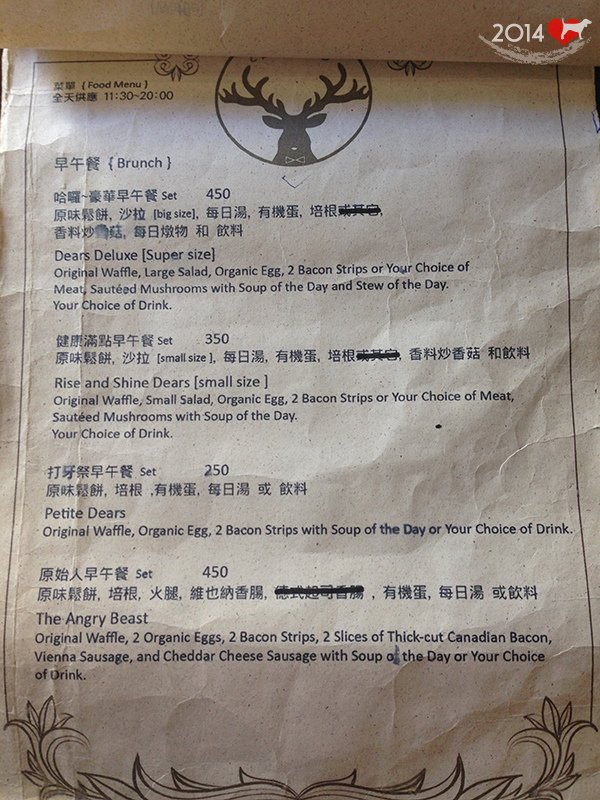 2014
菜單 { Food Menu }
全天供應 11:30~20:00
早午餐 { Brunch }
哈囉~豪華早午餐 Set 450
原味鬆餅, 沙拉 [big size], 每日湯, 有機蛋, 培根或其它,
香料炒香菇, 每日燉物 和 飲料
Dears Deluxe [Super size]
Original Waffle, Large Salad, Organic Egg, 2 Bacon Strips or Your Choice of
Meat, Sautéed Mushrooms with Soup of the Day and Stew of the Day.
Your Choice of Drink.
健康滿點早午餐 Set 350
原味鬆餅, 沙拉 [small size ], 每日湯, 有機蛋, 培根或其它, 香料炒香菇 和飲料
Rise and Shine Dears [small size ]
Original Waffle, Small Salad, Organic Egg, 2 Bacon Strips or Your Choice of Meat,
Sautéed Mushrooms with Soup of the Day.
Your Choice of Drink.
打牙祭早午餐 Set 250
原味鬆餅, 培根 ,有機蛋, 每日湯 或 飲料
Petite Dears
Original Waffle, Organic Egg, 2 Bacon Strips with Soup of the Day or Your Choice of Drink.
原始人早午餐 Set 450
原味鬆餅, 培根, 火腿, 維也納香腸, 德式起司香腸 , 有機蛋, 每日湯 或飲料
The Angry Beast
Original Waffle, 2 Organic Eggs, 2 Bacon Strips, 2 Slices of Thick-cut Canadian Bacon,
Vienna Sausage, and Cheddar Cheese Sausage with Soup of the Day or Your Choice
of Drink.